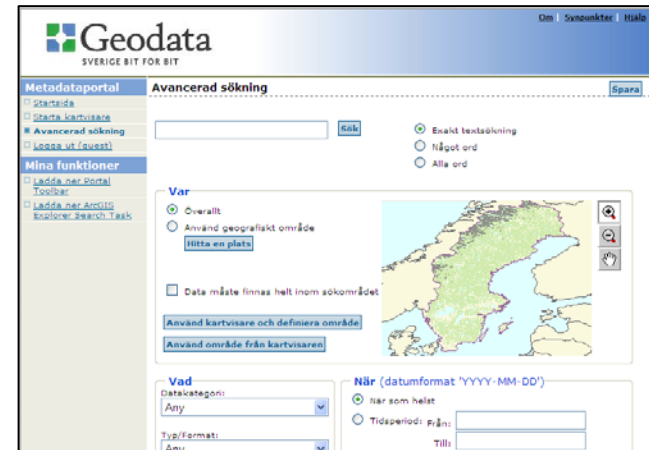 Om | Synpunkter | Hjälp
Geodata
SVERIGE BIT FÖR BIT
Metadataportal
Startsida
Starta kartvisare
Avancerad sökning
Logga ut (guest)
Mina funktioner
Ladda ner Portal
Toolbar
Ladda ner ArcGIS
Explorer Search Task
Avancerad sökning
Spara
Sök
Exakt textsökning
Något ord
Alla ord
Var
Överallt
Använd geografiskt område
Hitta en plats
Data måste finnas helt inom sökområdet
Använd kartvisare och definiera område
Använd område från kartvisaren
Vad
Datakategori:
Any
Typ/Format:
Any
När (datumformat 'YYYY-MM-DD')
När som helst
Tidsperiod: Från:
Till: